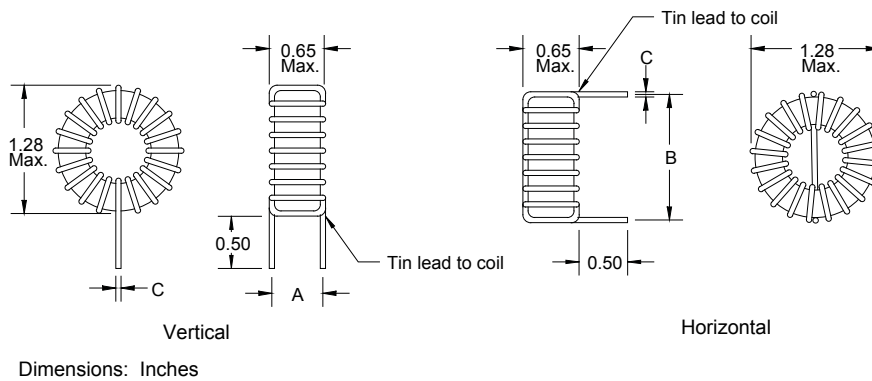 Tin lead to coil
0.65
Max.
0.65
Max.
C
1.28
Max.
1.28
Max.
B
0.50
Tin lead to coil
0.50
C
A
Vertical
Horizontal
Dimensions: Inches